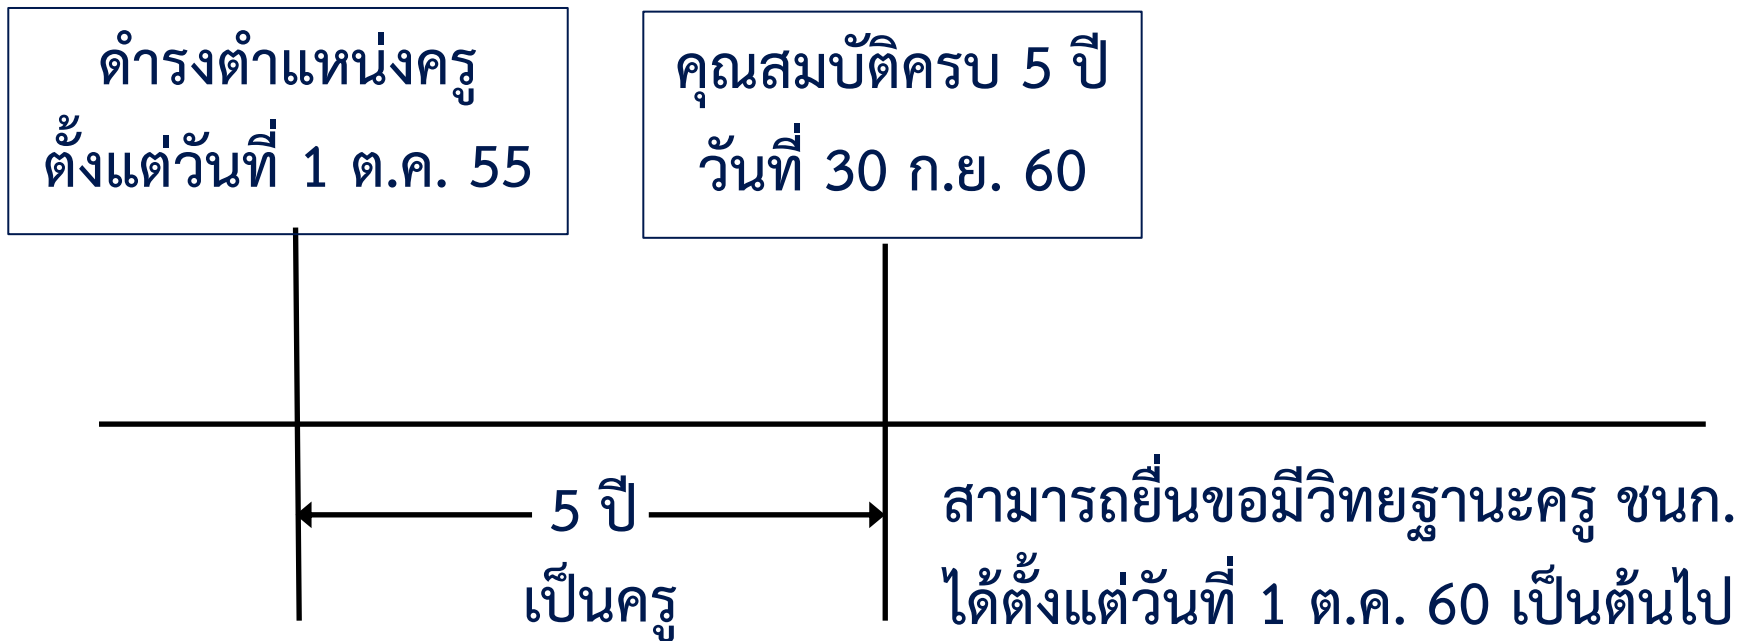 ดำรงตำแหน่งครู
ตั้งแต่วันที่ 1 ต.ค. 55
คุณสมบัติครบ 5 ปี
วันที่ 30 ก.ย. 60
5 ปี
เป็นครู
สามารถยื่นขอมีวิทยฐานะครู ชนก.
ได้ตั้งแต่วันที่ 1 ต.ค. 60 เป็นต้นไป